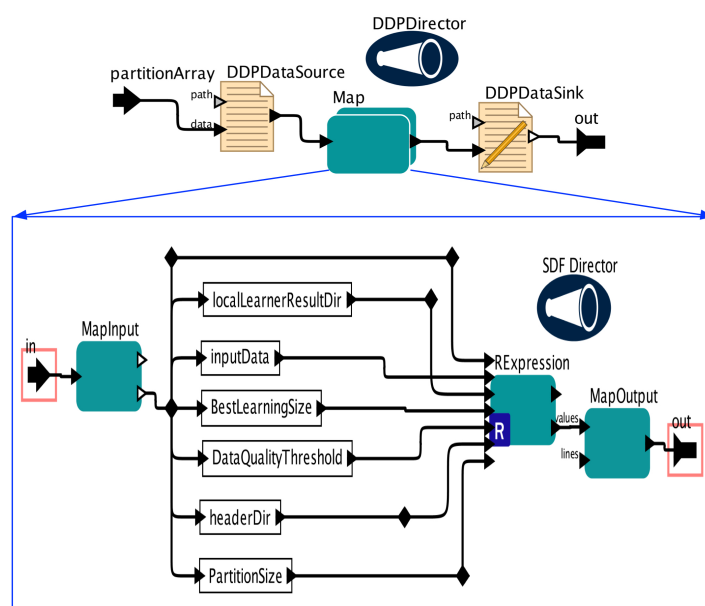 DDPDirector
partitionArray
DDPDataSource
path
data
Map
DDPDataSink
path
out
SDF Director
localLearnerResultDir
MapInput
in
inputData
RExpression
BestLearningSize
MapOutput
R
values
out
DataQualityThreshold
lines
headerDir
PartitionSize